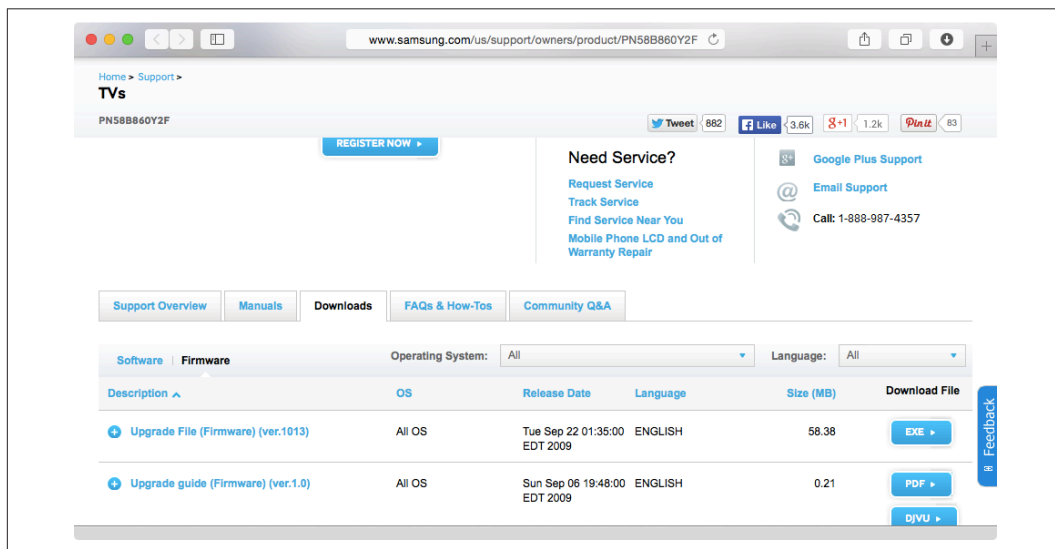 www.samsung.com/us/support/owners/product/PN58B860Y2F
Home > Support >
TVs
PN58B860Y2F
Tweet 882
Like 3.6k
g+1 1.2k
Pin it 83
REGISTER NOW
Need Service?
Request Service
Track Service
Find Service Near You
Mobile Phone LCD and Out of
Warranty Repair
g+ Google Plus Support
@ Email Support
Call: 1-888-987-4357
Support Overview
Manuals
Downloads
FAQs & How-Tos
Community Q&A
Software | Firmware
Operating System: All
Language: All
Description OS Release Date Language Size (MB) Download File
Upgrade File (Firmware) (ver.1013) All OS Tue Sep 22 01:35:00 ENGLISH 58.38 EXE
EDT 2009
Upgrade guide (Firmware) (ver.1.0) All OS Sun Sep 06 19:48:00 ENGLISH 0.21 PDF
EDT 2009
DJVU
Feedback